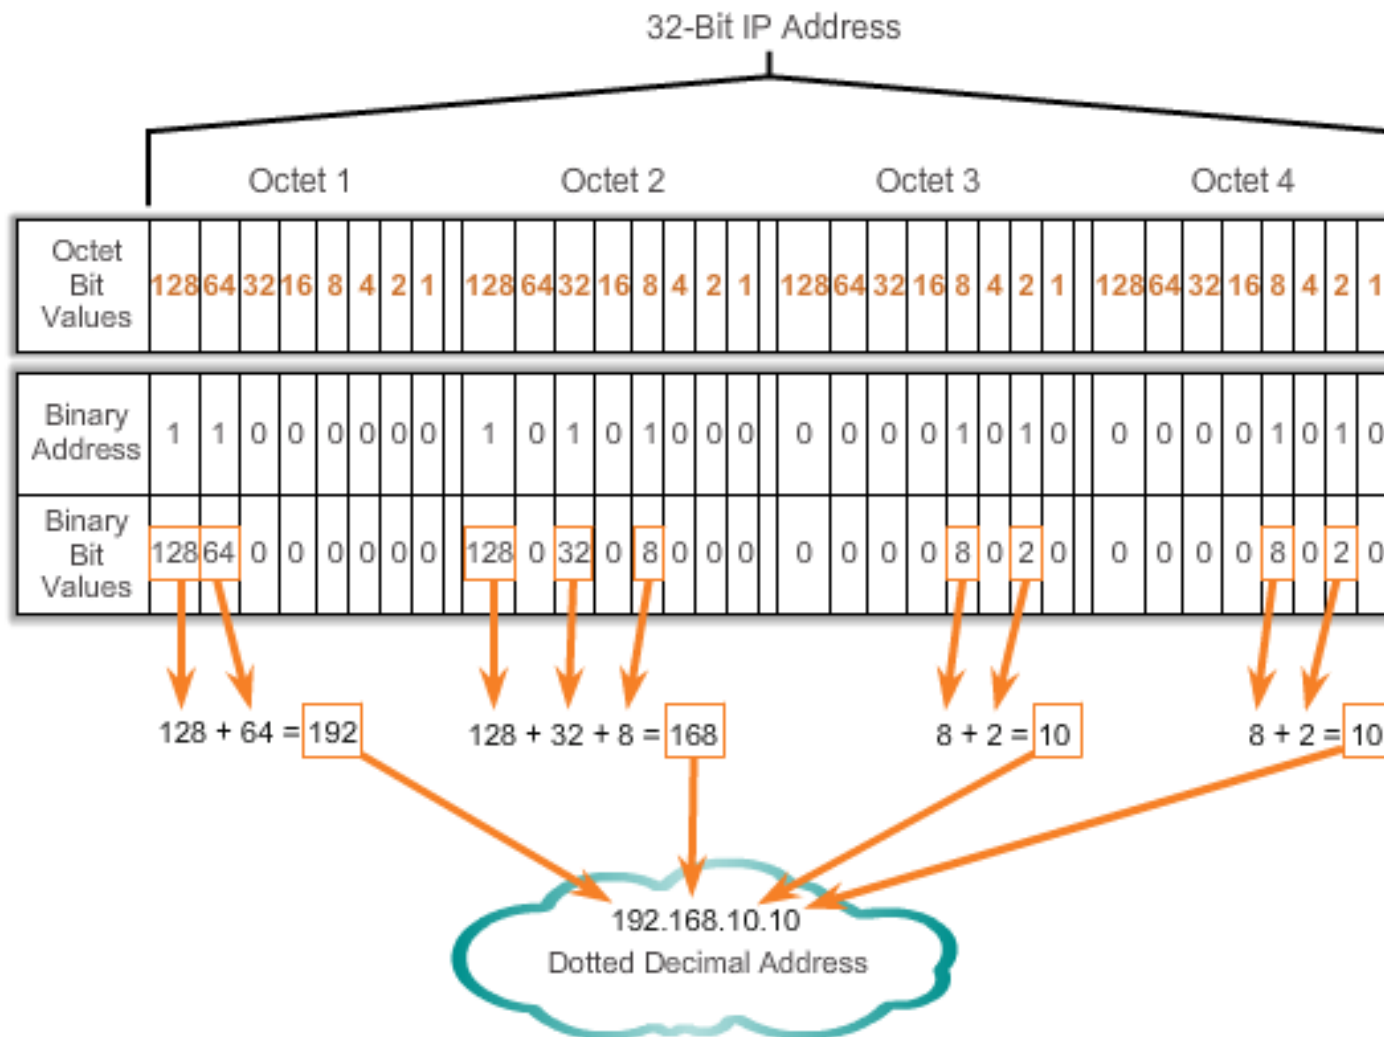 32-Bit IP Address
Octet 1 Octet 2 Octet 3 Octet 4
Octet
Bit
Values
128 64 32 16 8 4 2 1 128 64 32 16 8 4 2 1 128 64 32 16 8 4 2 1 128 64 32 16 8 4 2 1
Binary
Address
1 1 0 0 0 0 0 0 1 0 1 0 1 0 0 0 0 0 0 0 1 0 1 0 0 0 0 0 1 0 1 0
Binary
Bit
Values
128 64 0 0 0 0 0 0 128 0 32 0 8 0 0 0 0 0 0 0 8 0 2 0 0 0 0 0 8 0 2 0
128 + 64 = 192 128 + 32 + 8 = 168 8 + 2 = 10 8 + 2 = 10
192.168.10.10
Dotted Decimal Address